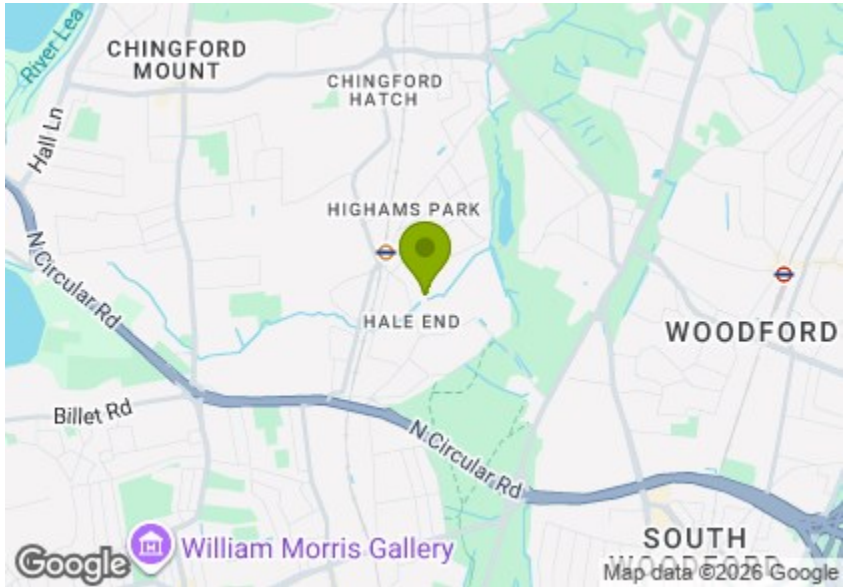 River Lea
CHINGFORD
MOUNT
CHINGFORD
HATCH
Hall Ln
HIGHAMS PARK
N Circular Rd
HALE END
WOODFORD
Billet Rd
N Circular Rd
William Morris Gallery
SOUTH
WOODFORD
Google
Map data ©2026 Google